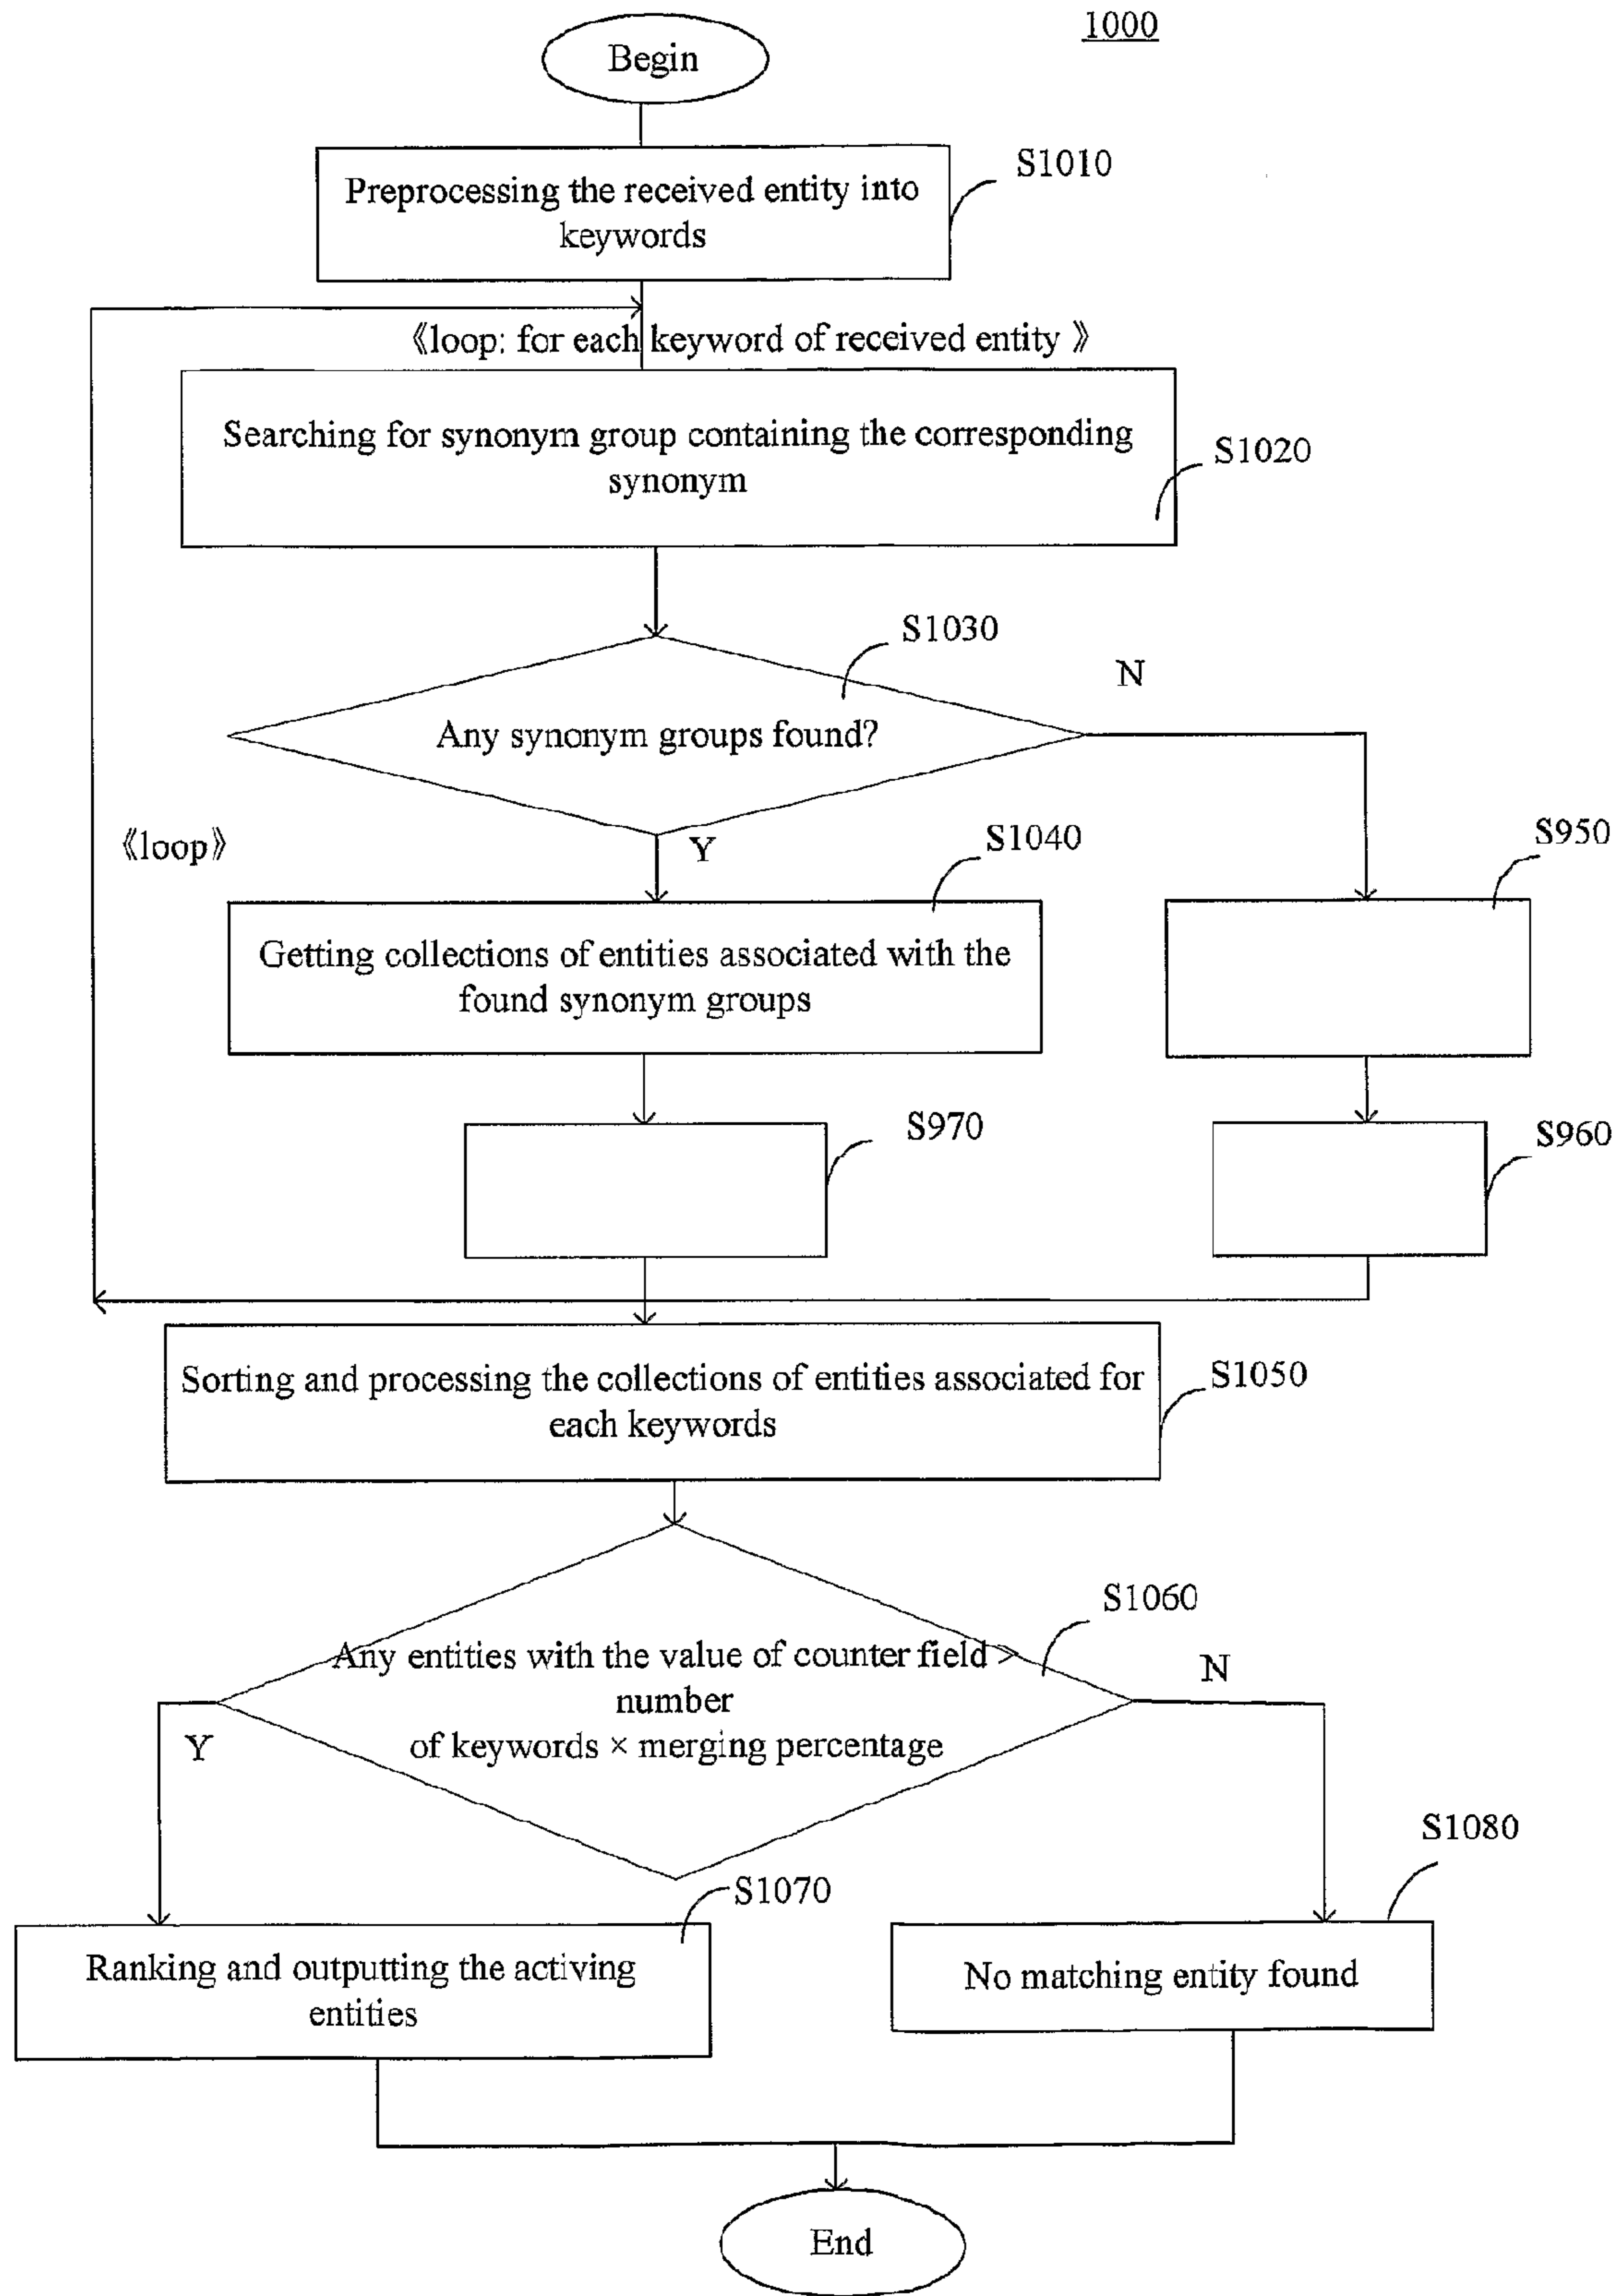 1000
Begin
S1010
Preprocessing the received entity into
keywords
《loop: for each keyword of received entity 》
Searching for synonym group containing the corresponding
synonym
S1020
S1030
N
Any synonym groups found?
《loop》
Y
S1040
S950
Getting collections of entities associated with the
found synonym groups
S970
S960
Sorting and processing the collections of entities associated for
each keywords
S1050
S1060
Any entities with the value of counter field >
number
of keywords × merging percentage
N
Y
S1080
S1070
Ranking and outputting the activing
entities
No matching entity found
End